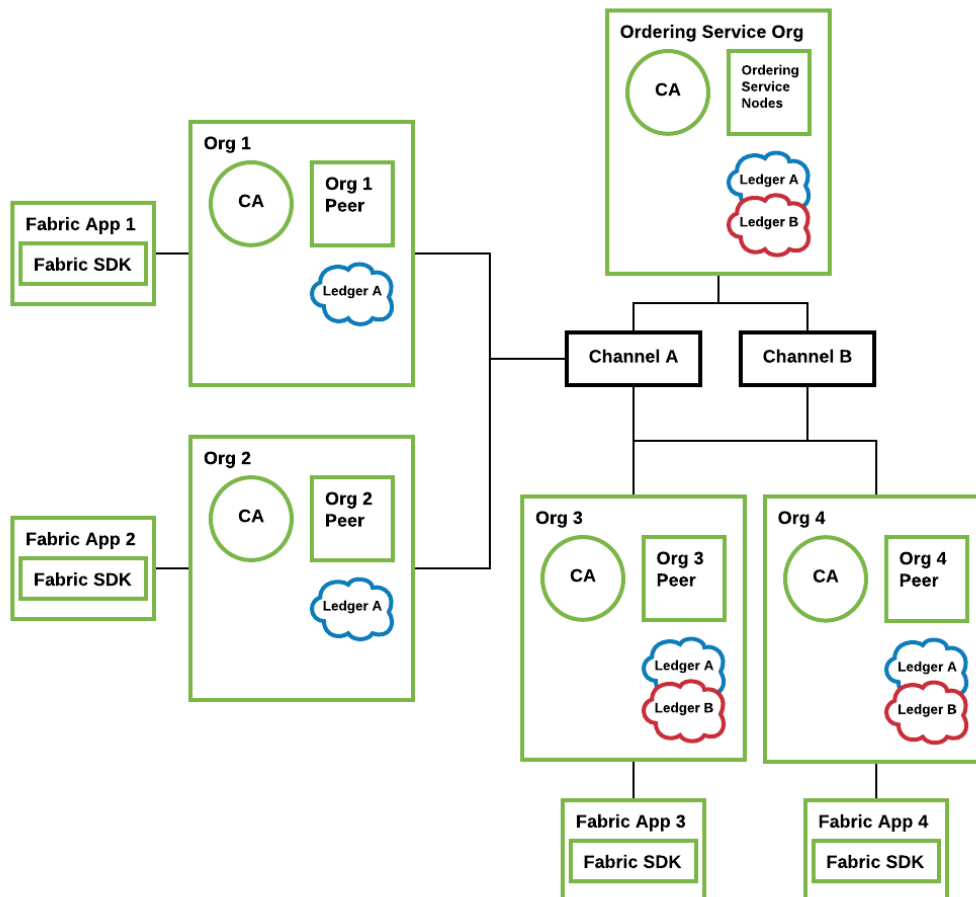 Ordering Service Org
CA
Ordering
Service
Nodes
Ledger A
Ledger B
Org 1
CA
Org 1
Peer
Ledger A
Fabric App 1
Fabric SDK
Channel A
Channel B
Org 2
CA
Org 2
Peer
Ledger A
Fabric App 2
Fabric SDK
Org 3
CA
Org 3
Peer
Ledger A
Ledger B
Org 4
CA
Org 4
Peer
Ledger A
Ledger B
Fabric App 3
Fabric SDK
Fabric App 4
Fabric SDK